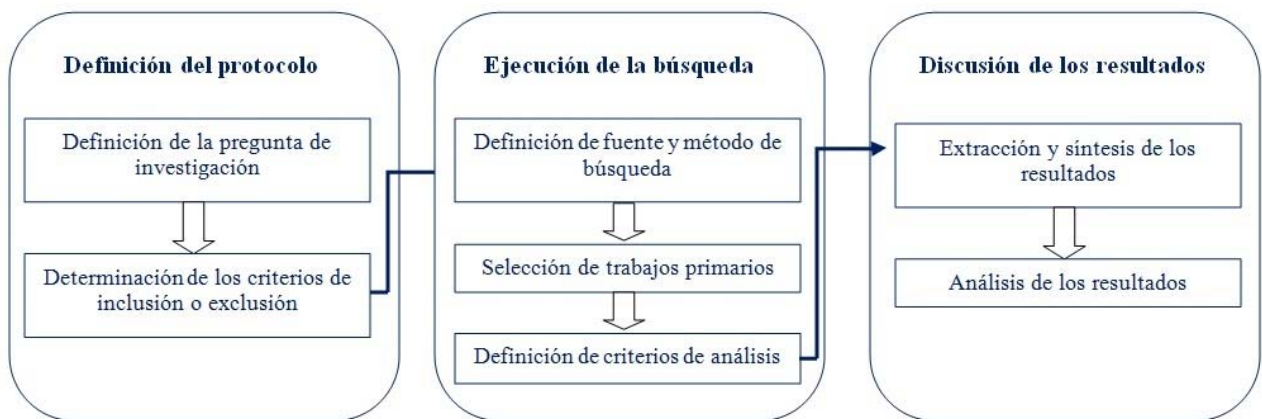 Definición del protocolo
Definición de la pregunta de
investigación
Determinación de los criterios de
inclusión o exclusión
Ejecución de la búsqueda
Definición de fuente y método de
búsqueda
Selección de trabajos primarios
Definición de criterios de análisis
Discusión de los resultados
Extracción y síntesis de los
resultados
Análisis de los resultados